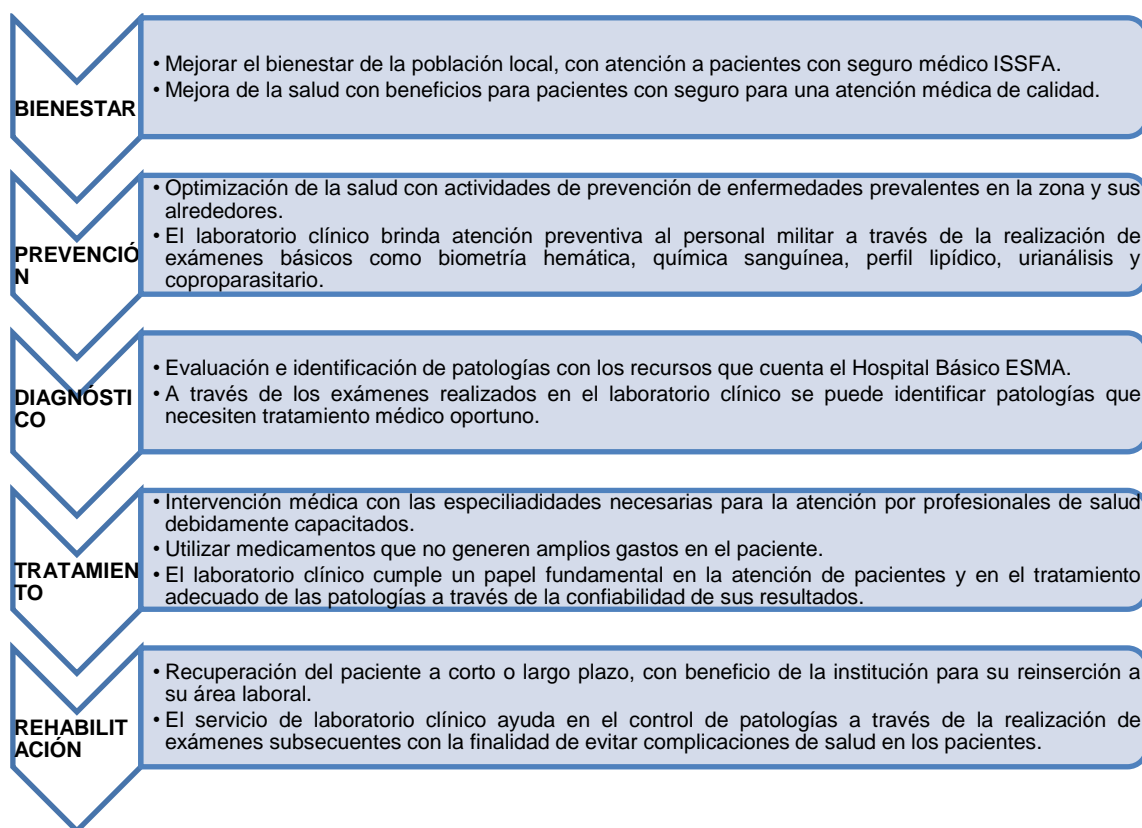 BIENESTAR
• Mejorar el bienestar de la población local, con atención a pacientes con seguro médico ISSFA.
• Mejora de la salud con beneficios para pacientes con seguro para una atención médica de calidad.
PREVENCIÓ
N
• Optimización de la salud con actividades de prevención de enfermedades prevalentes en la zona y sus
alrededores.
• El laboratorio clínico brinda atención preventiva al personal militar a través de la realización de
exámenes básicos como biometría hemática, química sanguínea, perfil lipídico, urianálisis y
coproparasitario.
DIAGNÓSTI
CO
• Evaluación e identificación de patologías con los recursos que cuenta el Hospital Básico ESMA.
• A través de los exámenes realizados en el laboratorio clínico se puede identificar patologías que
necesiten tratamiento médico oportuno.
TRATAMIEN
TO
• Intervención médica con las especiliadidades necesarias para la atención por profesionales de salud
debidamente capacitados.
• Utilizar medicamentos que no generen amplios gastos en el paciente.
• El laboratorio clínico cumple un papel fundamental en la atención de pacientes y en el tratamiento
adecuado de las patologías a través de la confiabilidad de sus resultados.
REHABILIT
ACIÓN
• Recuperación del paciente a corto o largo plazo, con beneficio de la institución para su reinserción a
su área laboral.
• El servicio de laboratorio clínico ayuda en el control de patologías a través de la realización de
exámenes subsecuentes con la finalidad de evitar complicaciones de salud en los pacientes.